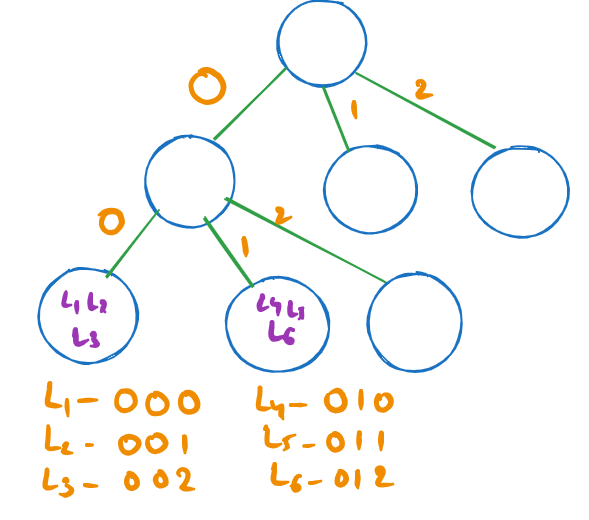 0 1 2
0 1 2
L1 L2
L3
L4 L5
L6
L1 - 000
L2 - 001
L3 - 002
L4 - 010
L5 - 011
L6 - 012